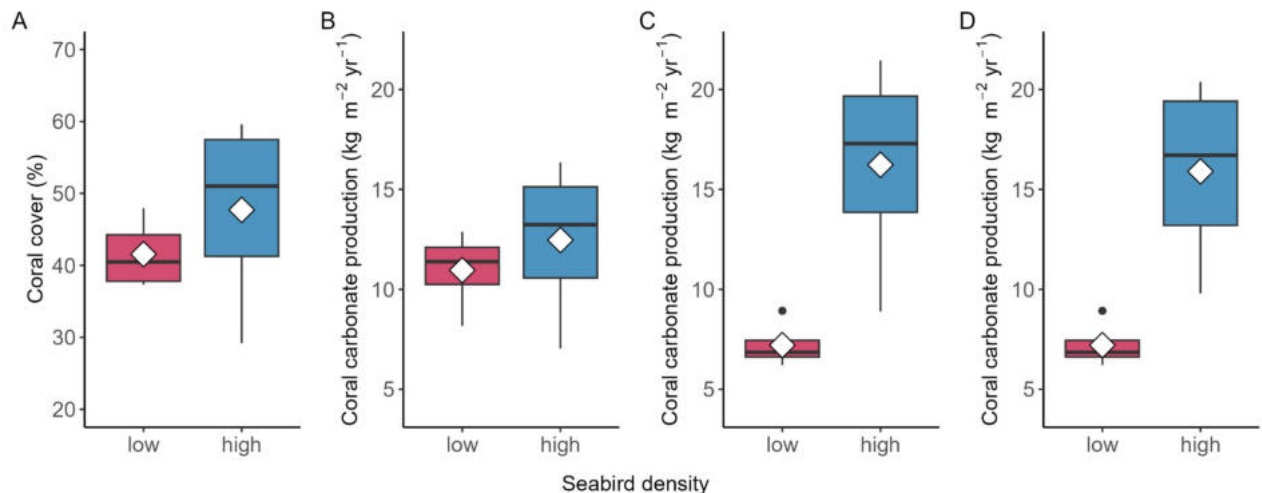 A
Coral cover (%)
70
60
50
40
30
20
low
high
B
Coral carbonate production (kg m⁻² yr⁻¹)
20
15
10
5
low
high
C
Coral carbonate production (kg m⁻² yr⁻¹)
20
15
10
5
low
high
D
Coral carbonate production (kg m⁻² yr⁻¹)
20
15
10
5
low
high
Seabird density